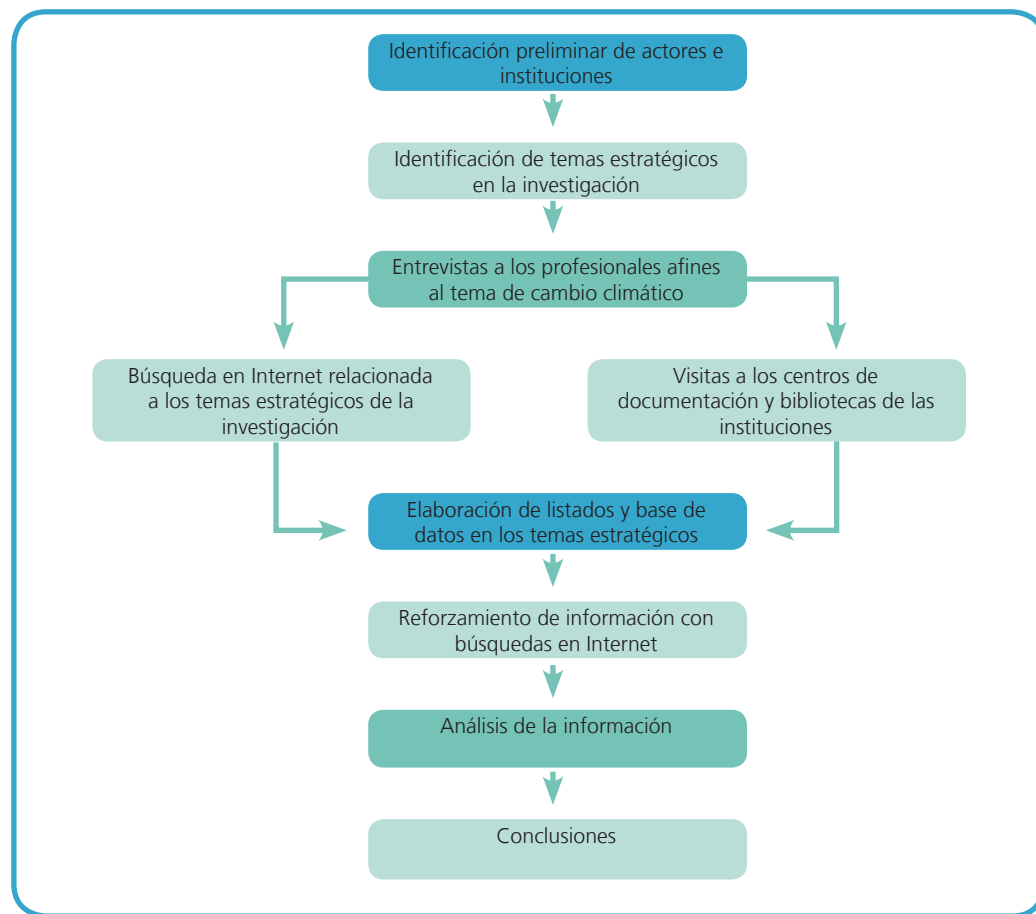 Identificación preliminar de actores e
instituciones
Identificación de temas estratégicos
en la investigación
Entrevistas a los profesionales afines
al tema de cambio climático
Búsqueda en Internet relacionada
a los temas estratégicos de la
investigación
Visitas a los centros de
documentación y bibliotecas de las
instituciones
Elaboración de listados y base de
datos en los temas estratégicos
Reforzamiento de información con
búsquedas en Internet
Análisis de la información
Conclusiones